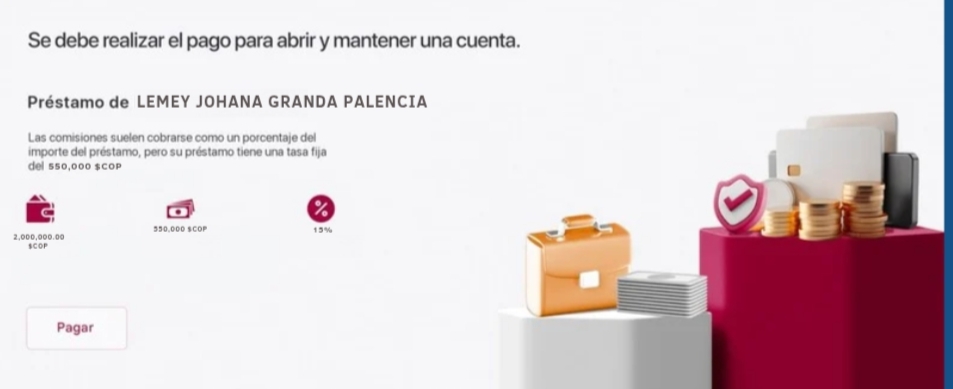 Se debe realizar el pago para abrir y mantener una cuenta.
Préstamo de LEMEY JOHANA GRANDA PALENCIA
Las comisiones suelen cobrarse como un porcentaje del
importe del préstamo, pero su préstamo tiene una tasa fija
del 550,000 $COP
2,000,000.00
$COP
550,000 $COP
15%
Pagar